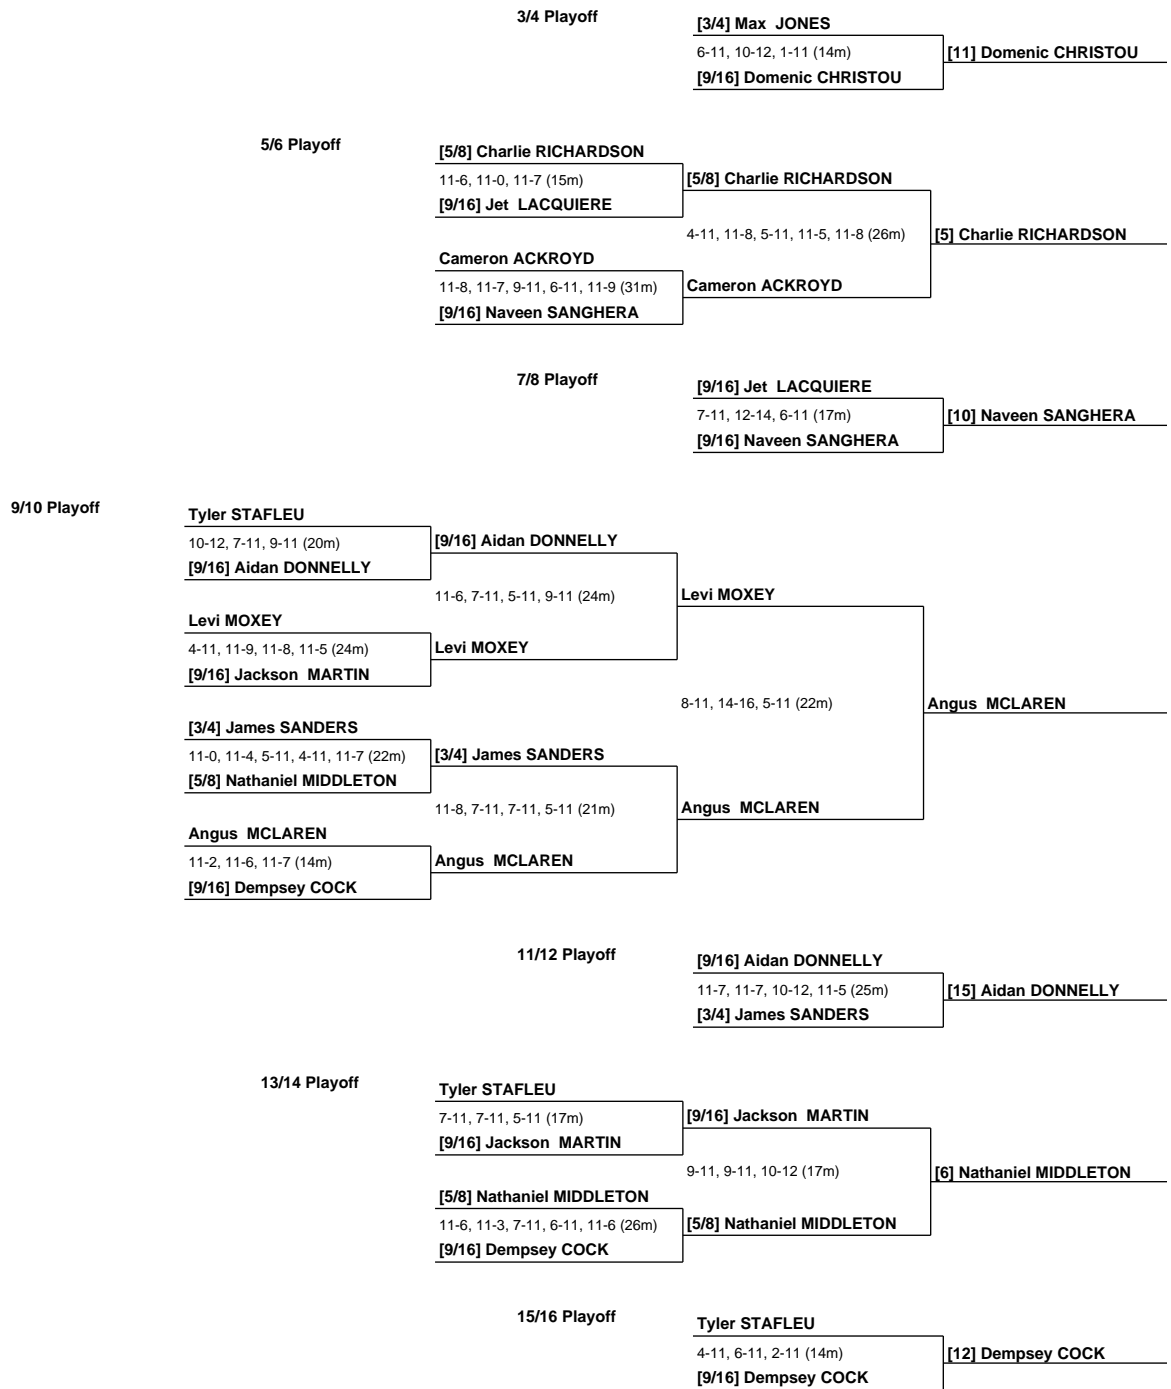 3/4 Playoff
[3/4] Max JONES
6-11, 10-12, 1-11 (14m)
[11] Domenic CHRISTOU
[9/16] Domenic CHRISTOU
5/6 Playoff
[5/8] Charlie RICHARDSON
11-6, 11-0, 11-7 (15m)
[5/8] Charlie RICHARDSON
[9/16] Jet LACQUIERE
4-11, 11-8, 5-11, 11-5, 11-8 (26m)
[5] Charlie RICHARDSON
Cameron ACKROYD
11-8, 11-7, 9-11, 6-11, 11-9 (31m)
Cameron ACKROYD
[9/16] Naveen SANGHERA
7/8 Playoff
[9/16] Jet LACQUIERE
7-11, 12-14, 6-11 (17m)
[10] Naveen SANGHERA
[9/16] Naveen SANGHERA
9/10 Playoff
Tyler STAFLEU
10-12, 7-11, 9-11 (20m)
[9/16] Aidan DONNELLY
[9/16] Aidan DONNELLY
11-6, 7-11, 5-11, 9-11 (24m)
Levi MOXEY
Levi MOXEY
4-11, 11-9, 11-8, 11-5 (24m)
Levi MOXEY
[9/16] Jackson MARTIN
8-11, 14-16, 5-11 (22m)
Angus MCLAREN
[3/4] James SANDERS
11-0, 11-4, 5-11, 4-11, 11-7 (22m)
[3/4] James SANDERS
[5/8] Nathaniel MIDDLETON
11-8, 7-11, 7-11, 5-11 (21m)
Angus MCLAREN
Angus MCLAREN
11-2, 11-6, 11-7 (14m)
Angus MCLAREN
[9/16] Dempsey COCK
11/12 Playoff
[9/16] Aidan DONNELLY
11-7, 11-7, 10-12, 11-5 (25m)
[15] Aidan DONNELLY
[3/4] James SANDERS
13/14 Playoff
Tyler STAFLEU
7-11, 7-11, 5-11 (17m)
[9/16] Jackson MARTIN
[9/16] Jackson MARTIN
9-11, 9-11, 10-12 (17m)
[6] Nathaniel MIDDLETON
[5/8] Nathaniel MIDDLETON
11-6, 11-3, 7-11, 6-11, 11-6 (26m)
[5/8] Nathaniel MIDDLETON
[9/16] Dempsey COCK
15/16 Playoff
Tyler STAFLEU
4-11, 6-11, 2-11 (14m)
[12] Dempsey COCK
[9/16] Dempsey COCK